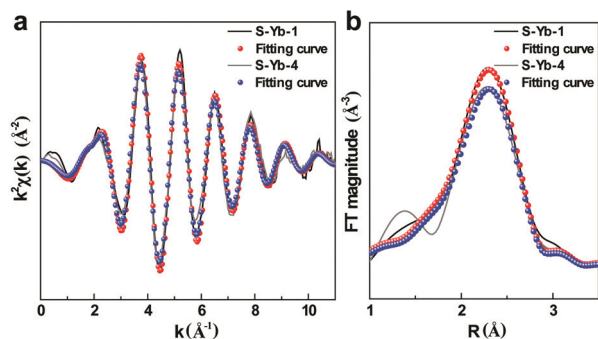 a
S-Yb-1
Fitting curve
S-Yb-4
Fitting curve
k²χ(k) (Å⁻²)
0 2 4 6 8 10
k(Å⁻¹)
b
S-Yb-1
Fitting curve
S-Yb-4
Fitting curve
FT magnitude(Å⁻³)
1 2 3
R(Å)